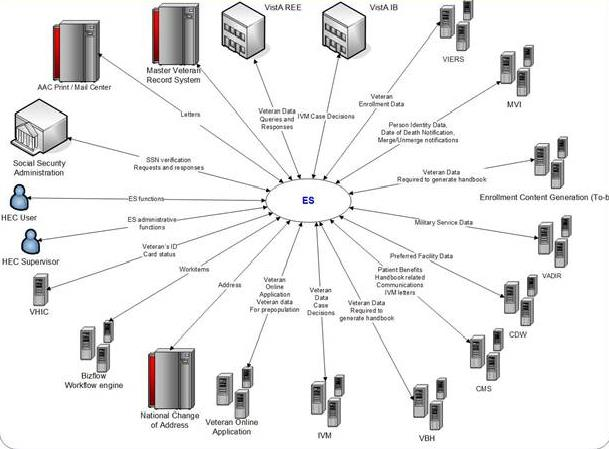 VistA REE
VistA IB
VIERS
AAC Print / Mail Center
Master Veteran
Record System
MVI
Letters
Veteran Data
Queries and
Responses
IVM Case Decisions
Veteran
Enrollment Data
Person Identity Data,
Date of Death Notification,
Merge/Unmerge notifications
Social Security
Administration
SSN verification
Requests and responses
Veteran Data
Required to generate handbook
Enrollment Content Generation (To-b
HEC User
ES functions
ES
HEC Supervisor
ES administrative
functions
Military Service Data
VADIR
Veteran's ID
Card status
VHIC
Workitems
Address
Veteran
Online
Application
Veteran data
For prepopulation
Veteran
Data
Case
Decisions
Veteran Data
Required to
generate handbook
Patient Benefits
Handbook related
Communications
IVM letters
Preferred Facility Data
CDW
Bizflow
Workflow engine
National Change
of Address
Veteran Online
Application
IVM
VBH
CMS